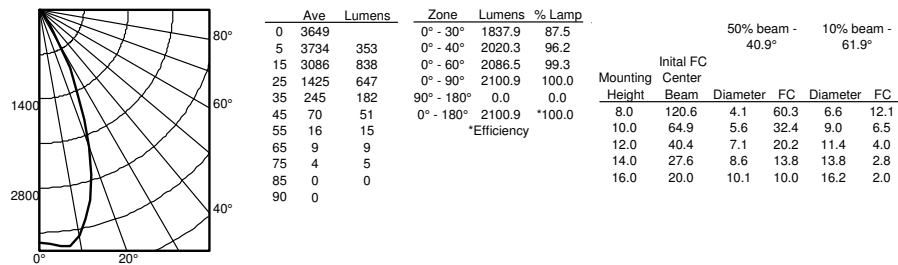 80°
1400
60°
2800
40°
0° 20°
Ave Lumens
0 3649
5 3734 353
15 3086 838
25 1425 647
35 245 182
45 70 51
55 16 15
65 9 9
75 4 5
85 0 0
90 0
Zone Lumens % Lamp
0° - 30° 1837.9 87.5
0° - 40° 2020.3 96.2
0° - 60° 2086.5 99.3
0° - 90° 2100.9 100.0
90° - 180° 0.0 0.0
0° - 180° 2100.9 *100.0
*Efficiency
50% beam - 10% beam -
40.9° 61.9°
Inital FC
Mounting Center
Height Beam Diameter FC Diameter FC
8.0 120.6 4.1 60.3 6.6 12.1
10.0 64.9 5.6 32.4 9.0 6.5
12.0 40.4 7.1 20.2 11.4 4.0
14.0 27.6 8.6 13.8 13.8 2.8
16.0 20.0 10.1 10.0 16.2 2.0